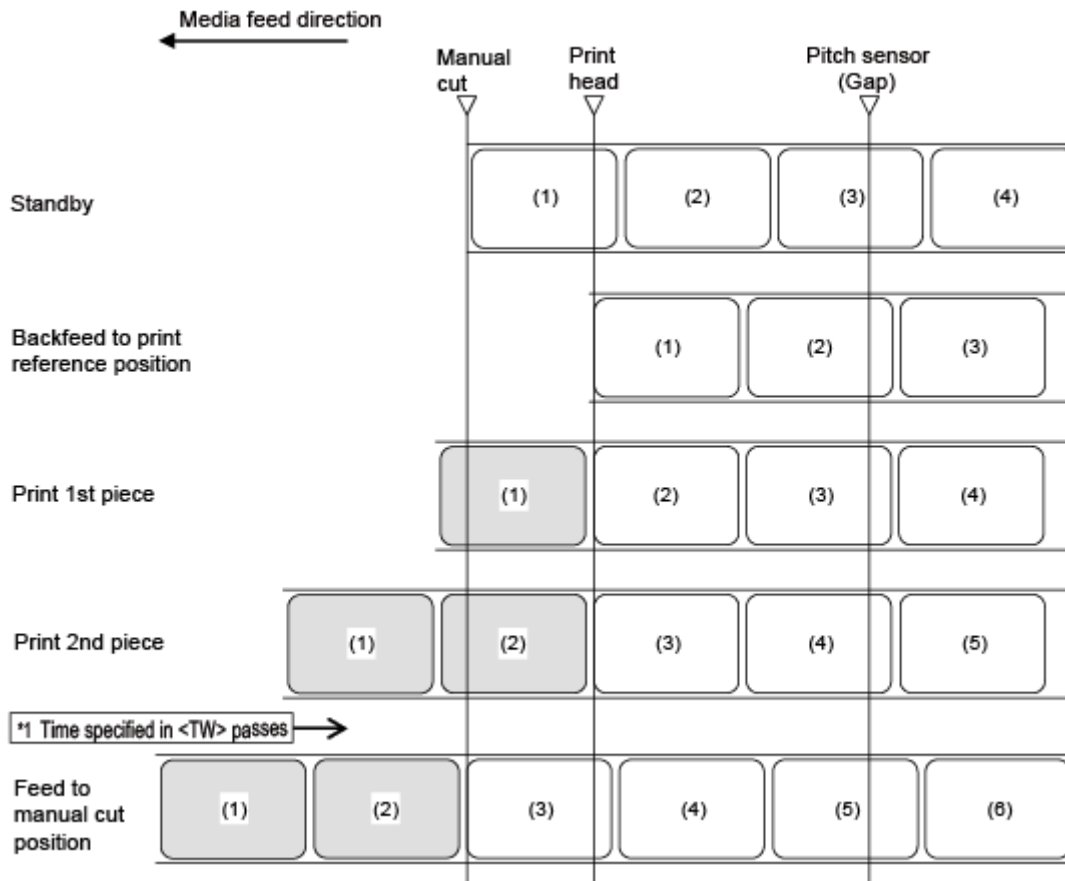 Media feed direction
Manual
cut
Print
head
Pitch sensor
(Gap)
Standby
(1)
(2)
(3)
(4)
Backfeed to print
reference position
(1)
(2)
(3)
Print 1st piece
(1)
(2)
(3)
(4)
Print 2nd piece
(1)
(2)
(3)
(4)
(5)
*1 Time specified in <TW> passes
Feed to
manual cut
position
(1)
(2)
(3)
(4)
(5)
(6)